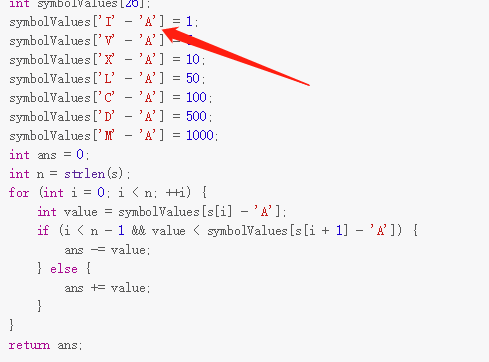 int symbolValues[26];
symbolValues['I' - 'A'] = 1;
symbolValues['V' - 'A'] =
symbolValues['X' - 'A'] = 10;
symbolValues['L' - 'A'] = 50;
symbolValues['C' - 'A'] = 100;
symbolValues['D' - 'A'] = 500;
symbolValues['M' - 'A'] = 1000;
int ans = 0;
int n = strlen(s);
for (int i = 0; i < n; ++i) {
int value = symbolValues[s[i] - 'A'];
if (i < n - 1 && value < symbolValues[s[i + 1] - 'A']) {
ans -= value;
} else {
ans += value;
}
}
return ans;